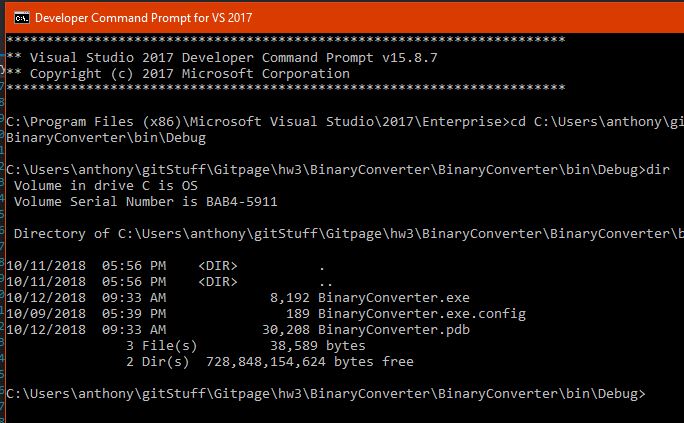 Developer Command Prompt for VS 2017
**********************************************************************
** Visual Studio 2017 Developer Command Prompt v15.8.7
** Copyright (c) 2017 Microsoft Corporation
**********************************************************************
C:\Program Files (x86)\Microsoft Visual Studio\2017\Enterprise>cd C:\Users\anthony\gi
BinaryConverter\bin\Debug
C:\Users\anthony\gitStuff\Gitpage\hw3\BinaryConverter\BinaryConverter\bin\Debug>dir
 Volume in drive C is OS
 Volume Serial Number is BAB4-5911
 Directory of C:\Users\anthony\gitStuff\Gitpage\hw3\BinaryConverter\BinaryConverter\b
10/11/2018  05:56 PM    <DIR>          .
10/11/2018  05:56 PM    <DIR>          ..
10/12/2018  09:33 AM             8,192 BinaryConverter.exe
10/09/2018  05:39 PM               189 BinaryConverter.exe.config
10/12/2018  09:33 AM            30,208 BinaryConverter.pdb
               3 File(s)         38,589 bytes
               2 Dir(s)  728,848,154,624 bytes free
C:\Users\anthony\gitStuff\Gitpage\hw3\BinaryConverter\BinaryConverter\bin\Debug>